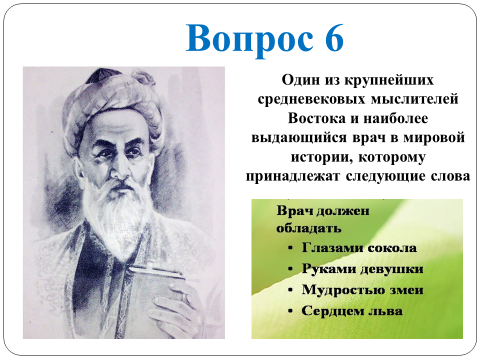 Вопрос 6
Один из крупнейших
средневековых мыслителей
Востока и наиболее
выдающийся врач в мировой
истории, которому
принадлежат следующие слова
Врач должен
обладать
• Глазами сокола
• Руками девушки
• Мудростью змеи
• Сердцем льва